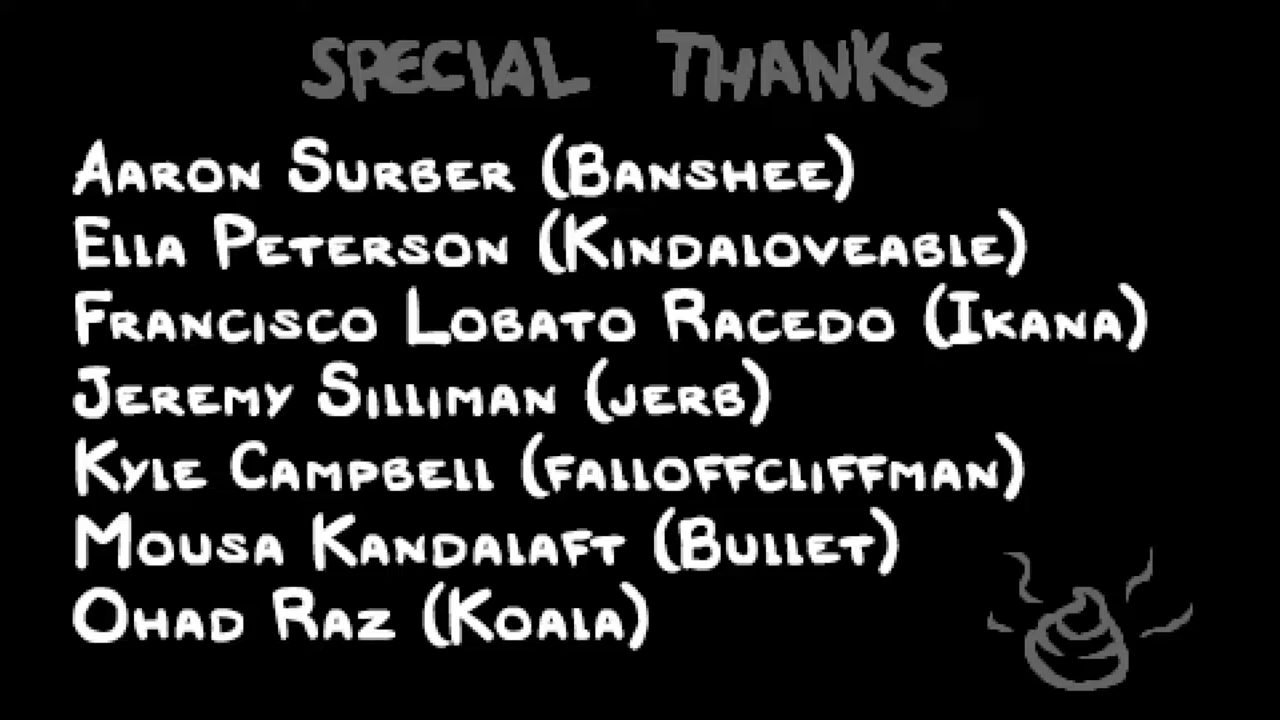 SPECIAL THANKS
AARON SURBER (BANSHEE)
ELLA PETERSON (KINDALOVEABLE)
FRANCISCO LOBATO RACEDO (IKANA)
JEREMY SILLIMAN (JERB)
KYLE CAMPBELL (FALLOFFCLIFFMAN)
MOUSA KANDALAFT (BULLET)
OHAD RAZ (KOALA)